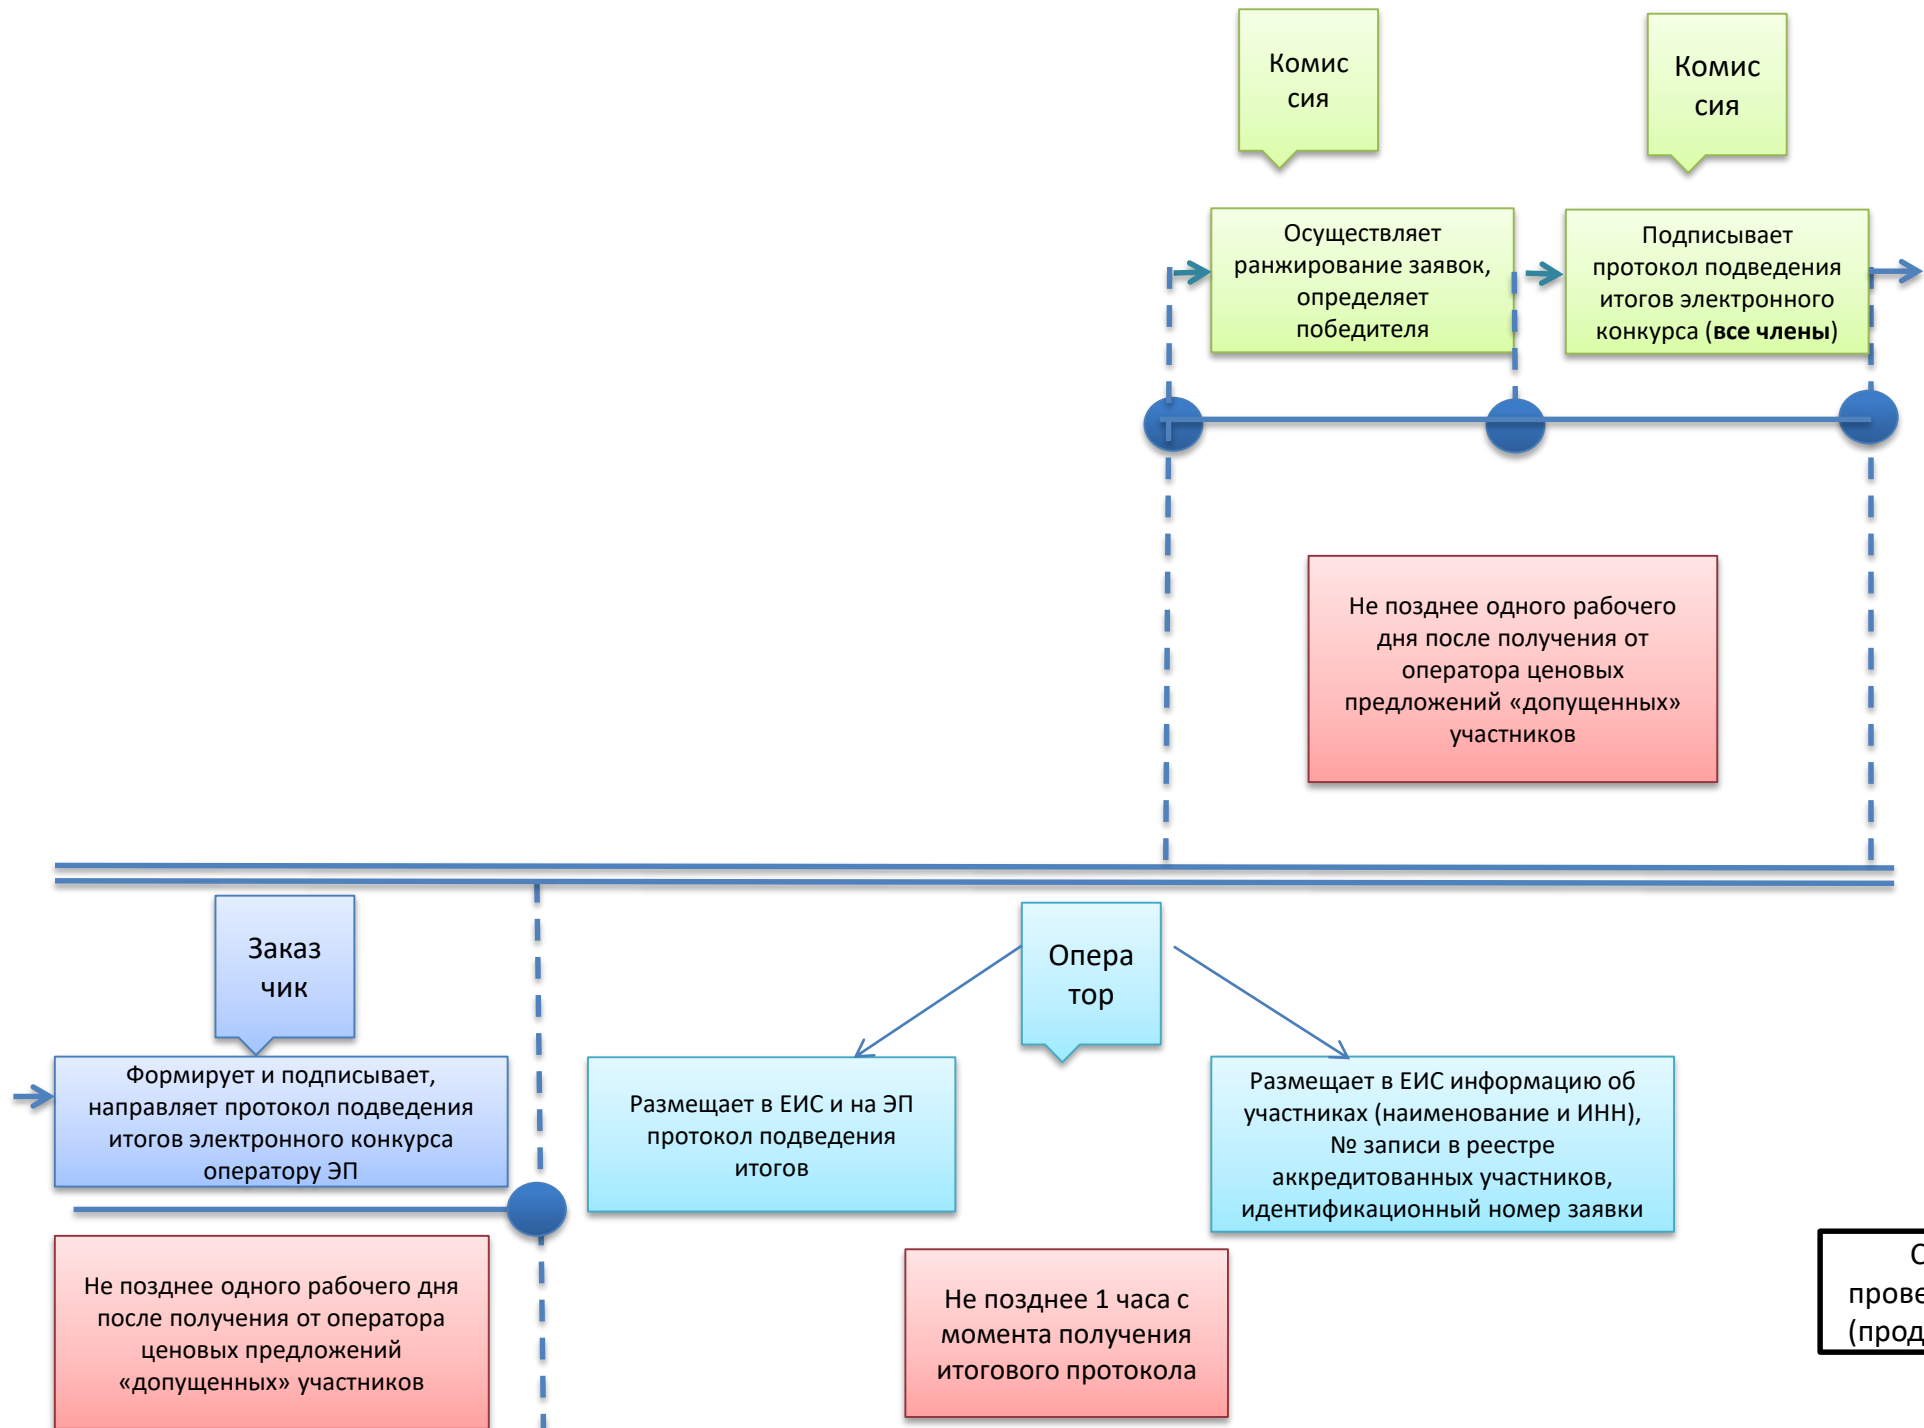 Комис
сия
Комис
сия
Осуществляет
ранжирование заявок,
определяет
победителя
Подписывает
протокол подведения
итогов электронного
конкурса (все члены)
Не позднее одного рабочего
дня после получения от
оператора ценовых
предложений «допущенных»
участников
Заказ
чик
Опера
тор
Формирует и подписывает,
направляет протокол подведения
итогов электронного конкурса
оператору ЭП
Размещает в ЕИС и на ЭП
протокол подведения
итогов
Размещает в ЕИС информацию об
участниках (наименование и ИНН),
№ записи в реестре
аккредитованных участников,
идентификационный номер заявки
Не позднее одного рабочего дня
после получения от оператора
ценовых предложений
«допущенных» участников
Не позднее 1 часа с
момента получения
итогового протокола